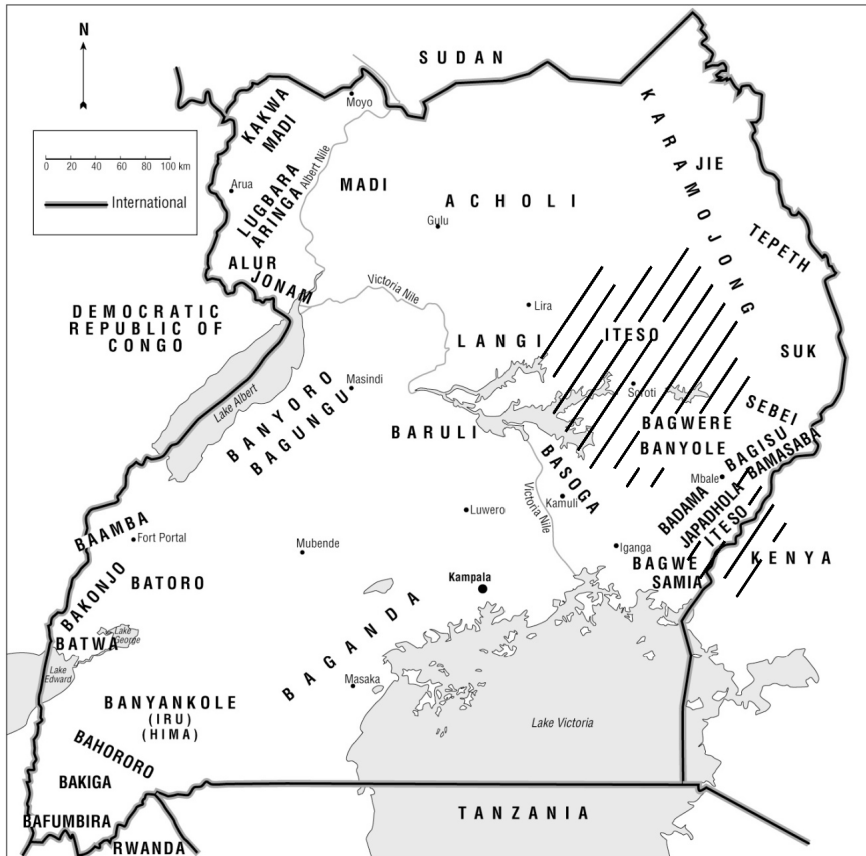 N
SUDAN
0 20 40 60 80 100 km
International
KAKWA
MADI
Moyo
Arua
LUGBARA
ARINGA
Albert Nile
MADI
ACHOLI
Gulu
KARAMOJONG
JIE
TEPETH
ALUR
JONAM
Victoria Nile
DEMOCRATIC
REPUBLIC OF
CONGO
Lira
LANGI
ITESO
SUK
Lake Albert
Masindi
BANYORO
BAGUNGU
BARULI
Soroti
SEBEI
BAGWERE
BANYOLE
BAGISU
BAMASABA
Mbale
BASOGA
Kamuli
Victoria Nile
Luwero
BADAMA
JAPADHOLA
ITESO
KENYA
BAAMBA
Fort Portal
Mubende
Iganga
BAGWE
SAMIA
BAKONJO
BATORO
Kampala
BAGANDA
BATWA
Lake
George
Lake
Edward
Masaka
BANYANKOLE
(IRU)
(HIMA)
Lake Victoria
BAHORORO
BAKIGA
BAFUMBIRA
RWANDA
TANZANIA